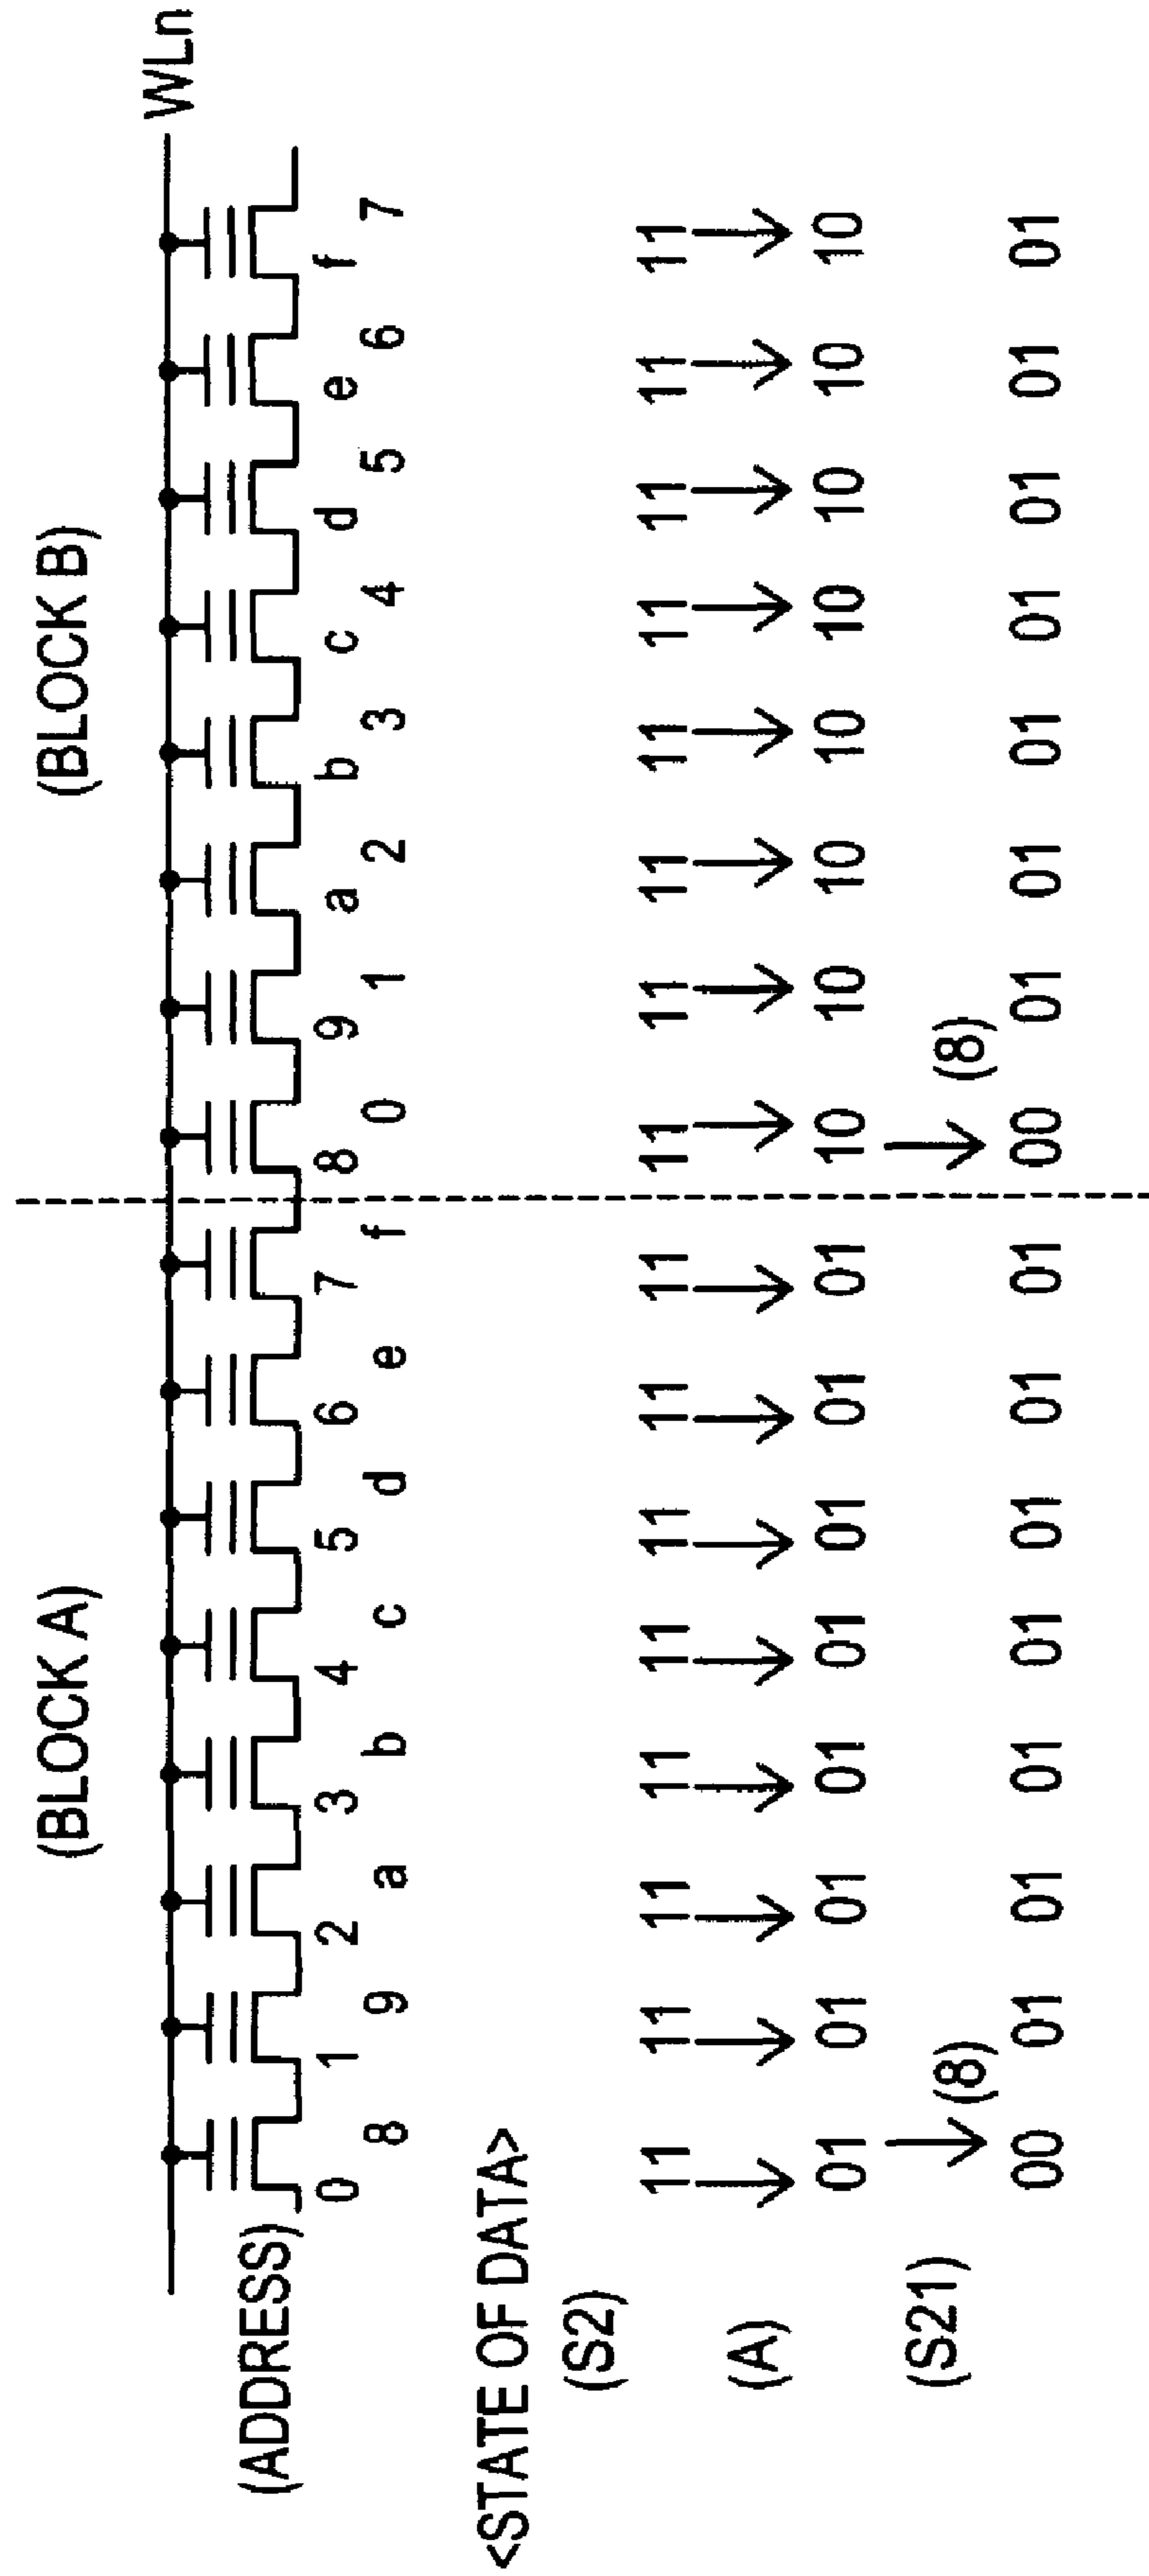 (BLOCK A) (BLOCK B)
WLn
(ADDRESS) 0 1 2 3 4 5 6 7 8 9 a b c d e f
8 9 a b c d e f 0 1 2 3 4 5 6 7
<STATE OF DATA>
(S2)
11 11 11 11 11 11 11 11 11 11 11 11 11 11 11 11
(A)
01 01 01 01 01 01 01 01 10 10 10 10 10 10 10 10
(S21) (8) (8)
00 01 01 01 01 01 01 01 00 01 01 01 01 01 01 01